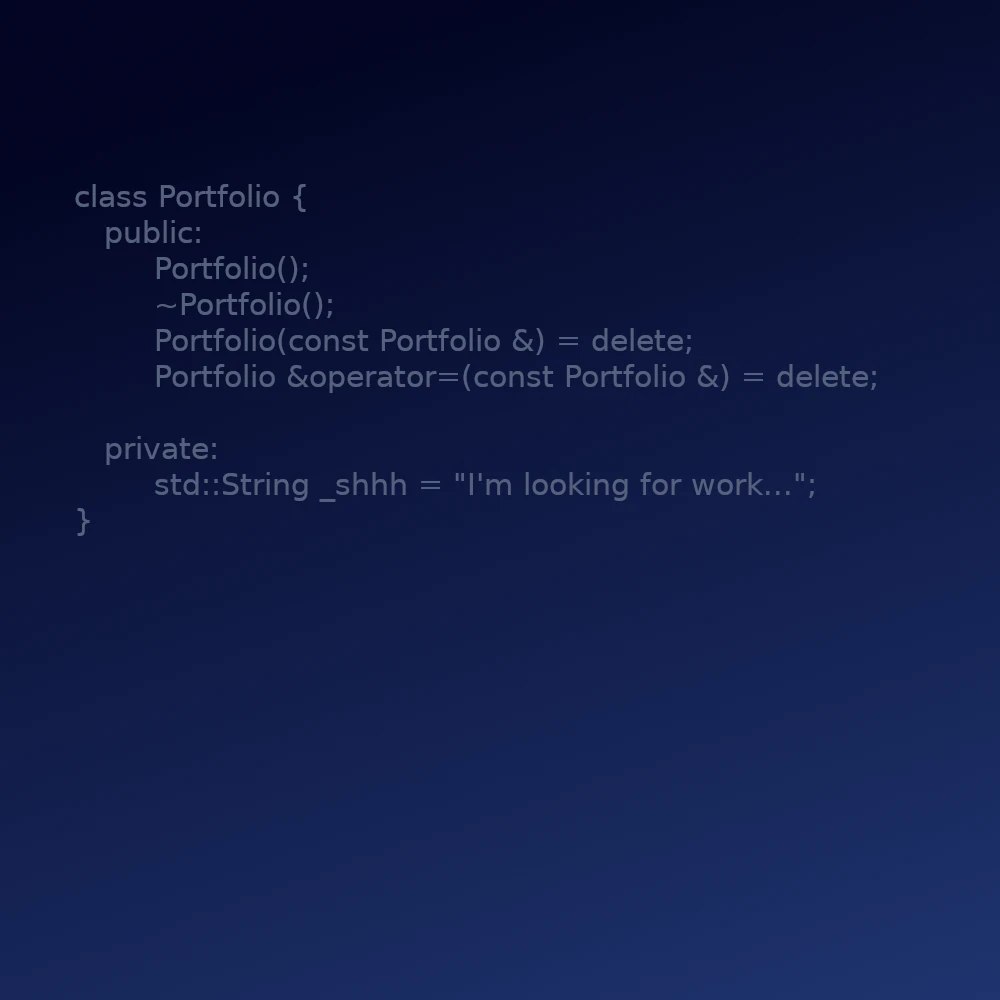 class Portfolio {
public:
Portfolio();
~Portfolio();
Portfolio(const Portfolio &) = delete;
Portfolio &operator=(const Portfolio &) = delete;
private:
std::String _shhh = "I'm looking for work...";
}